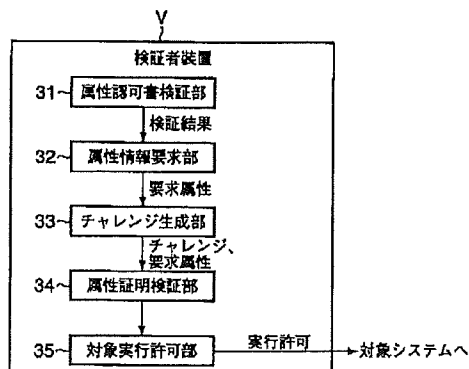 V
検証者装置
31 属性認可書検証部
検証結果
32 属性情報要求部
要求属性
33 チャレンジ生成部
チャレンジ、
要求属性
34 属性証明検証部
35 対象実行許可部 実行許可 対象システムへ